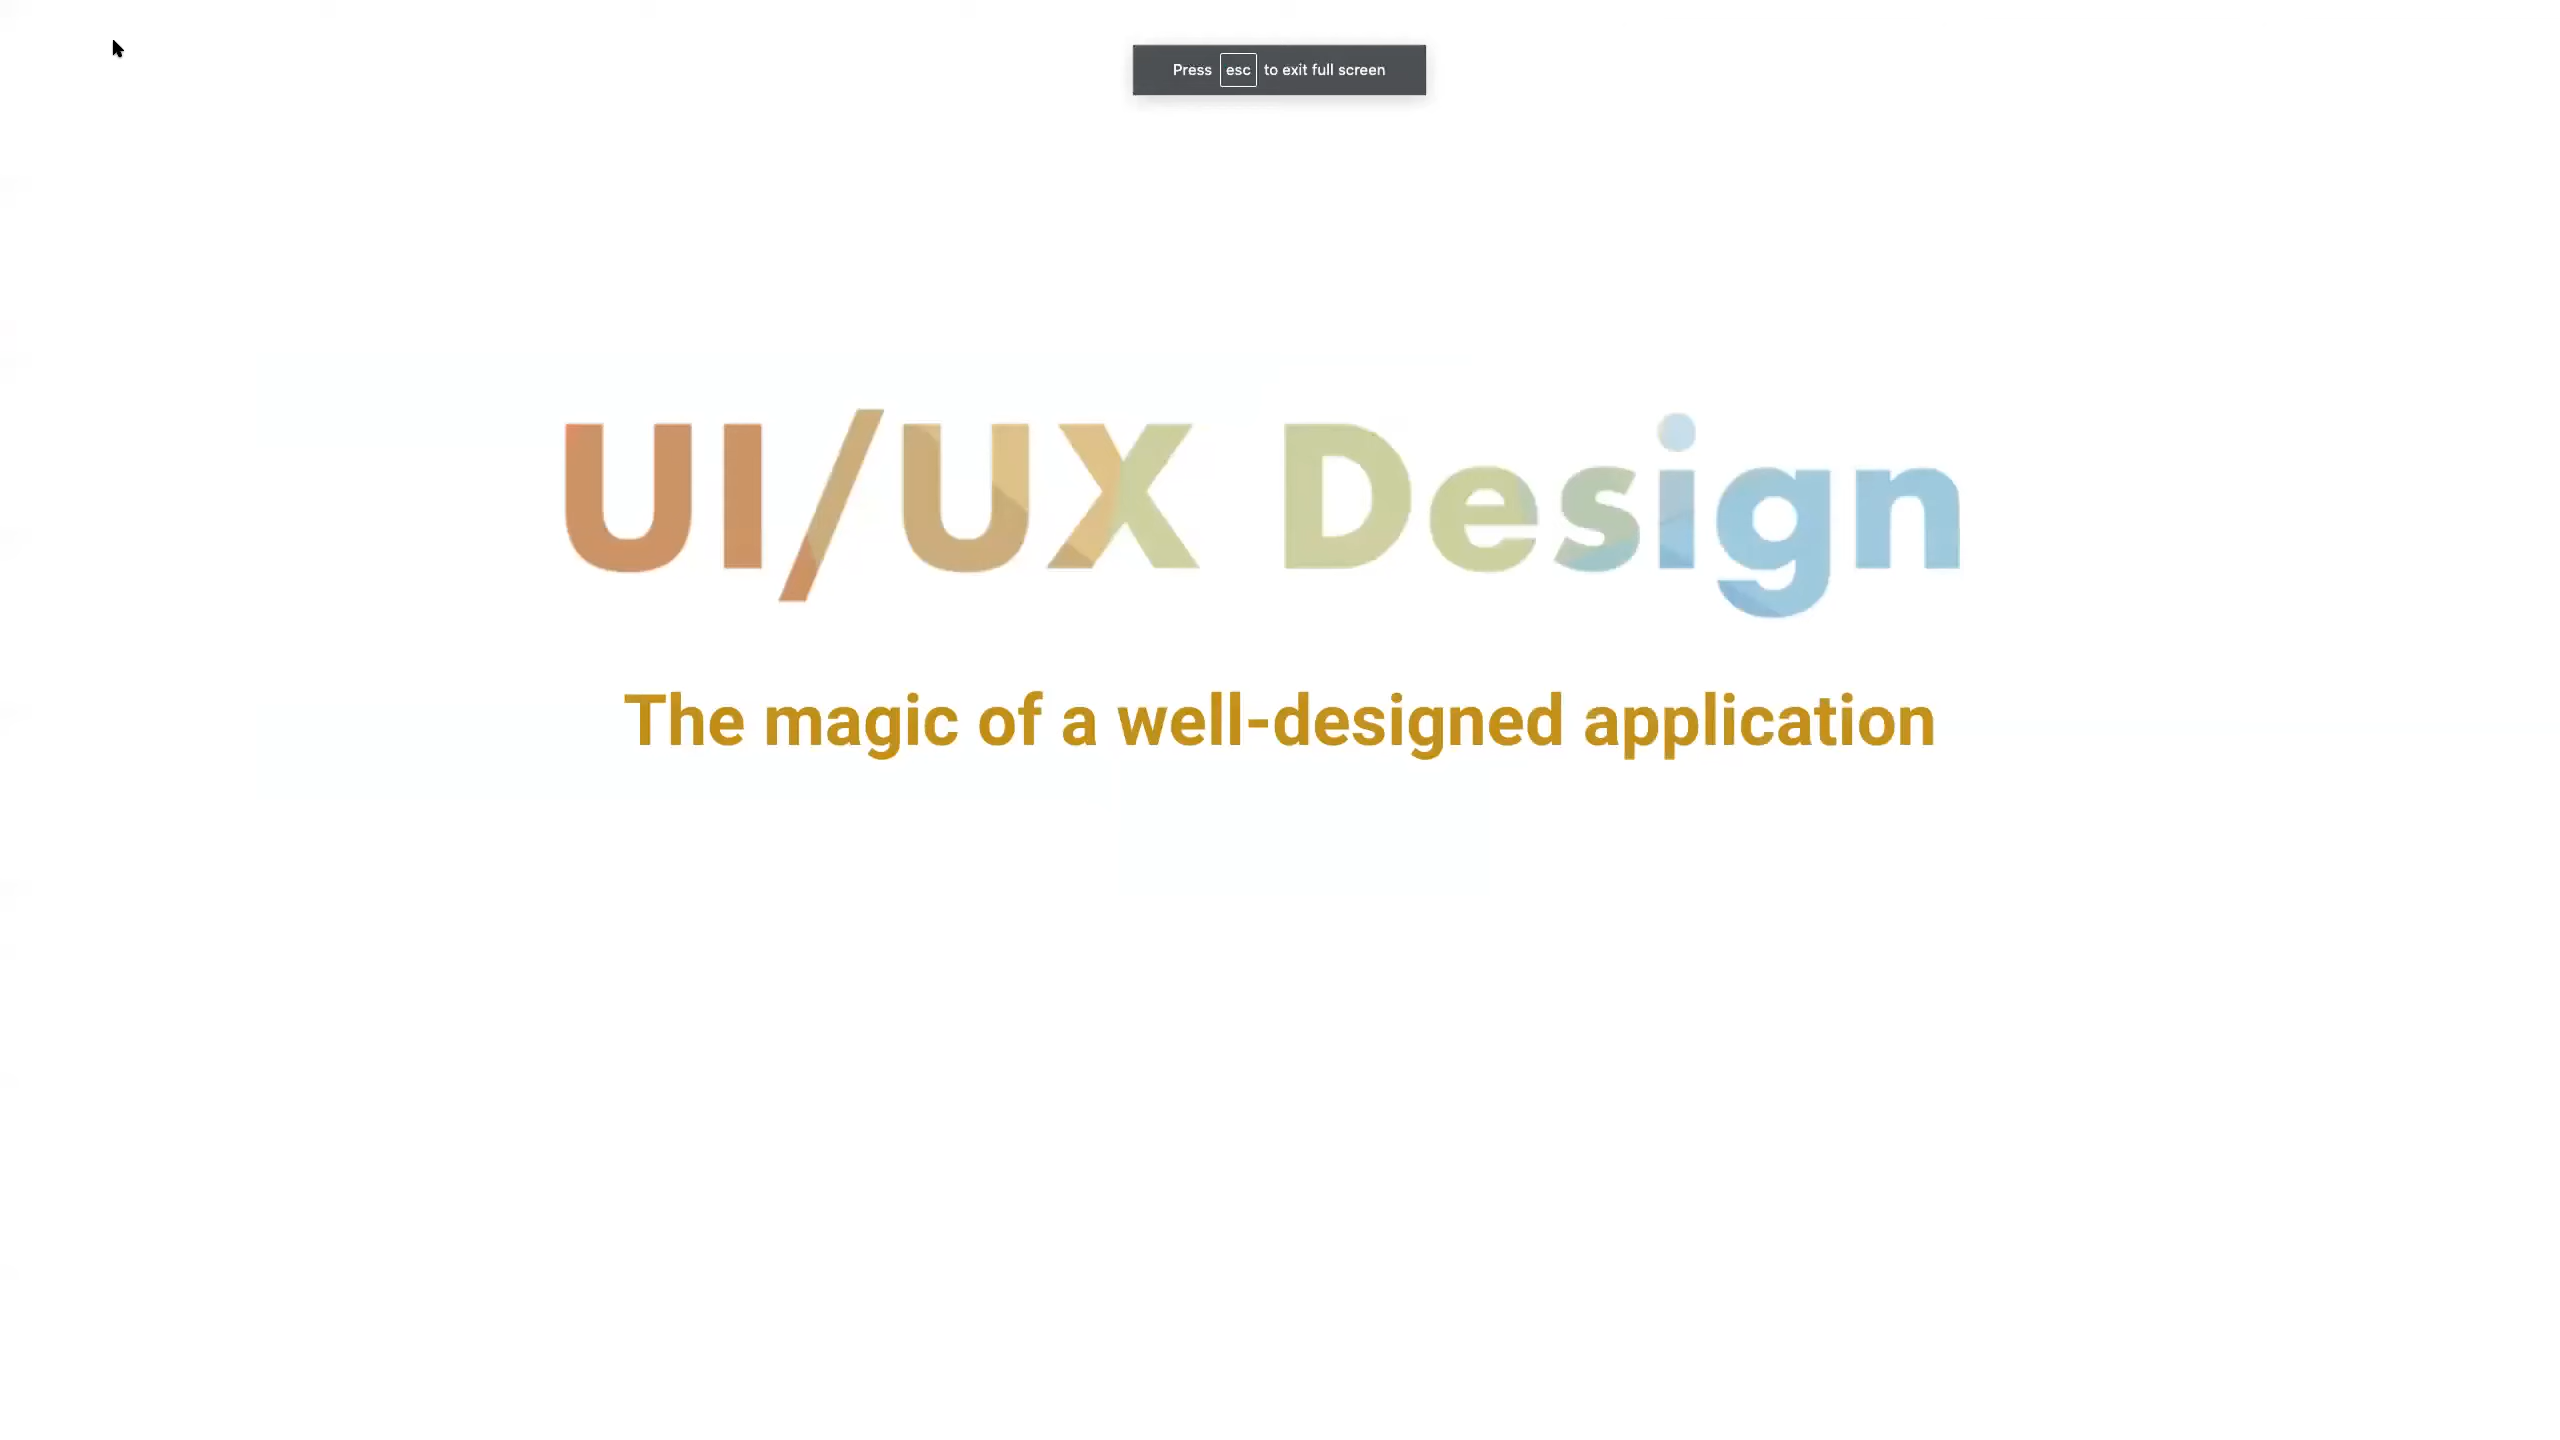 Press esc to exit full screen
UI/UX Design
The magic of a well-designed application